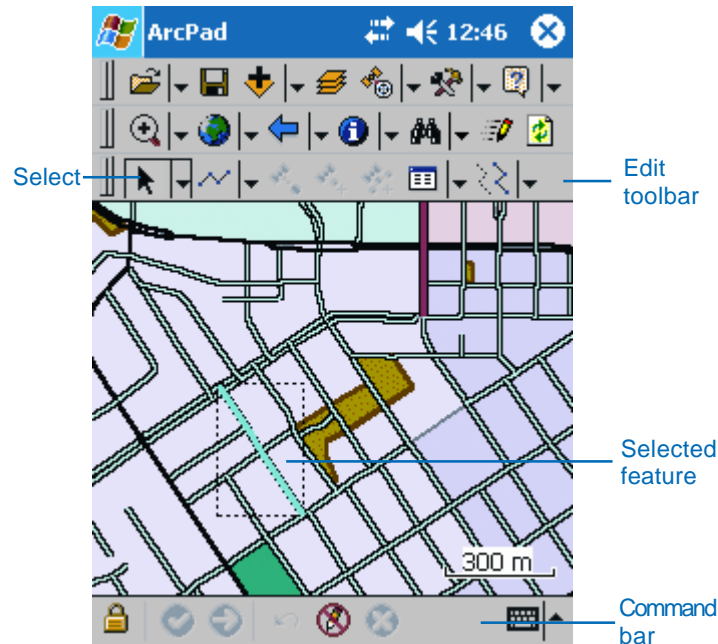 ArcPad 12:46
Select
Edit
toolbar
Selected
feature
300 m
Command
bar